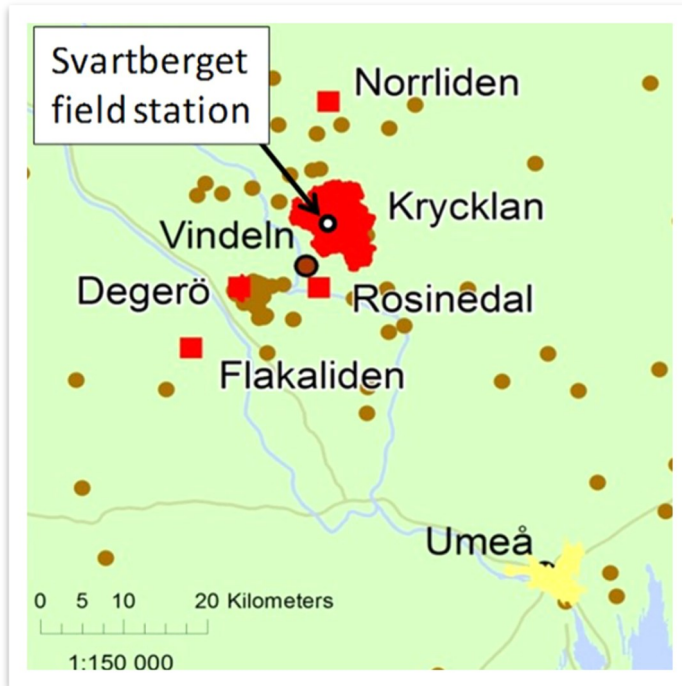 Svartberget
field station
Norrliden
Krycklan
Vindeln
Degerö
Rosinedal
Flakaliden
Umeå
0 5 10 20 Kilometers
1:150 000